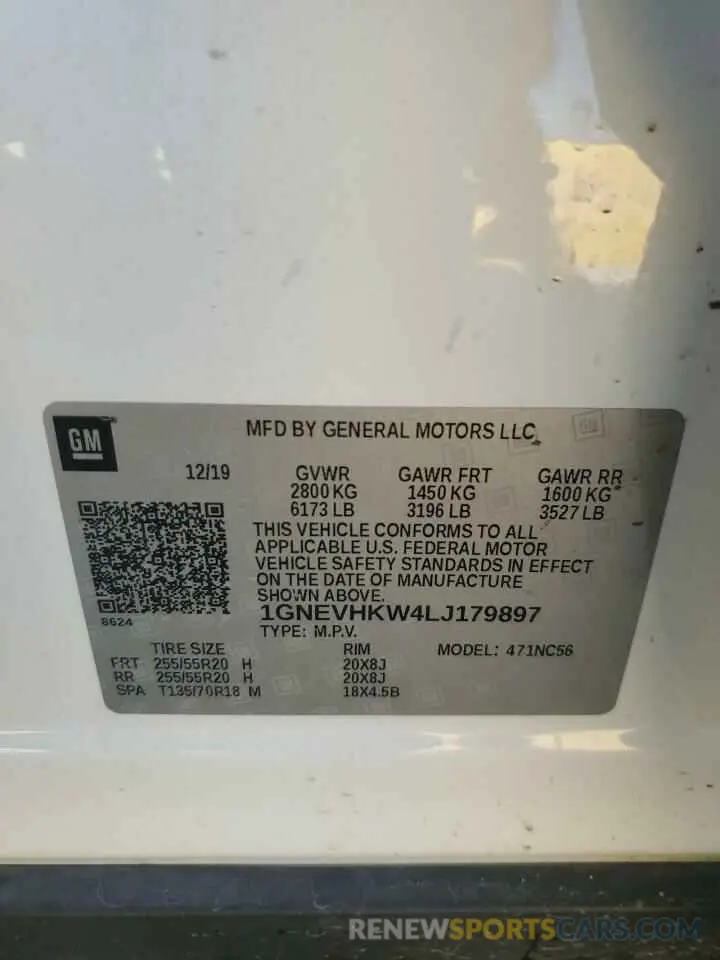 GM
MFD BY GENERAL MOTORS LLC
12/19 GVWR GAWR FRT GAWR RR
2800 KG 1450 KG 1600 KG
6173 LB 3196 LB 3527 LB
THIS VEHICLE CONFORMS TO ALL
APPLICABLE U.S. FEDERAL MOTOR
VEHICLE SAFETY STANDARDS IN EFFECT
ON THE DATE OF MANUFACTURE
SHOWN ABOVE.
1GNEVHKW4LJ179897
8624
TYPE: M.P.V.
TIRE SIZE RIM MODEL: 471NC56
FRT 255/55R20 H 20X8J
RR 255/55R20 H 20X8J
SPA T135/70R18 M 18X4.5B
RENEWSPORTSCARS.COM